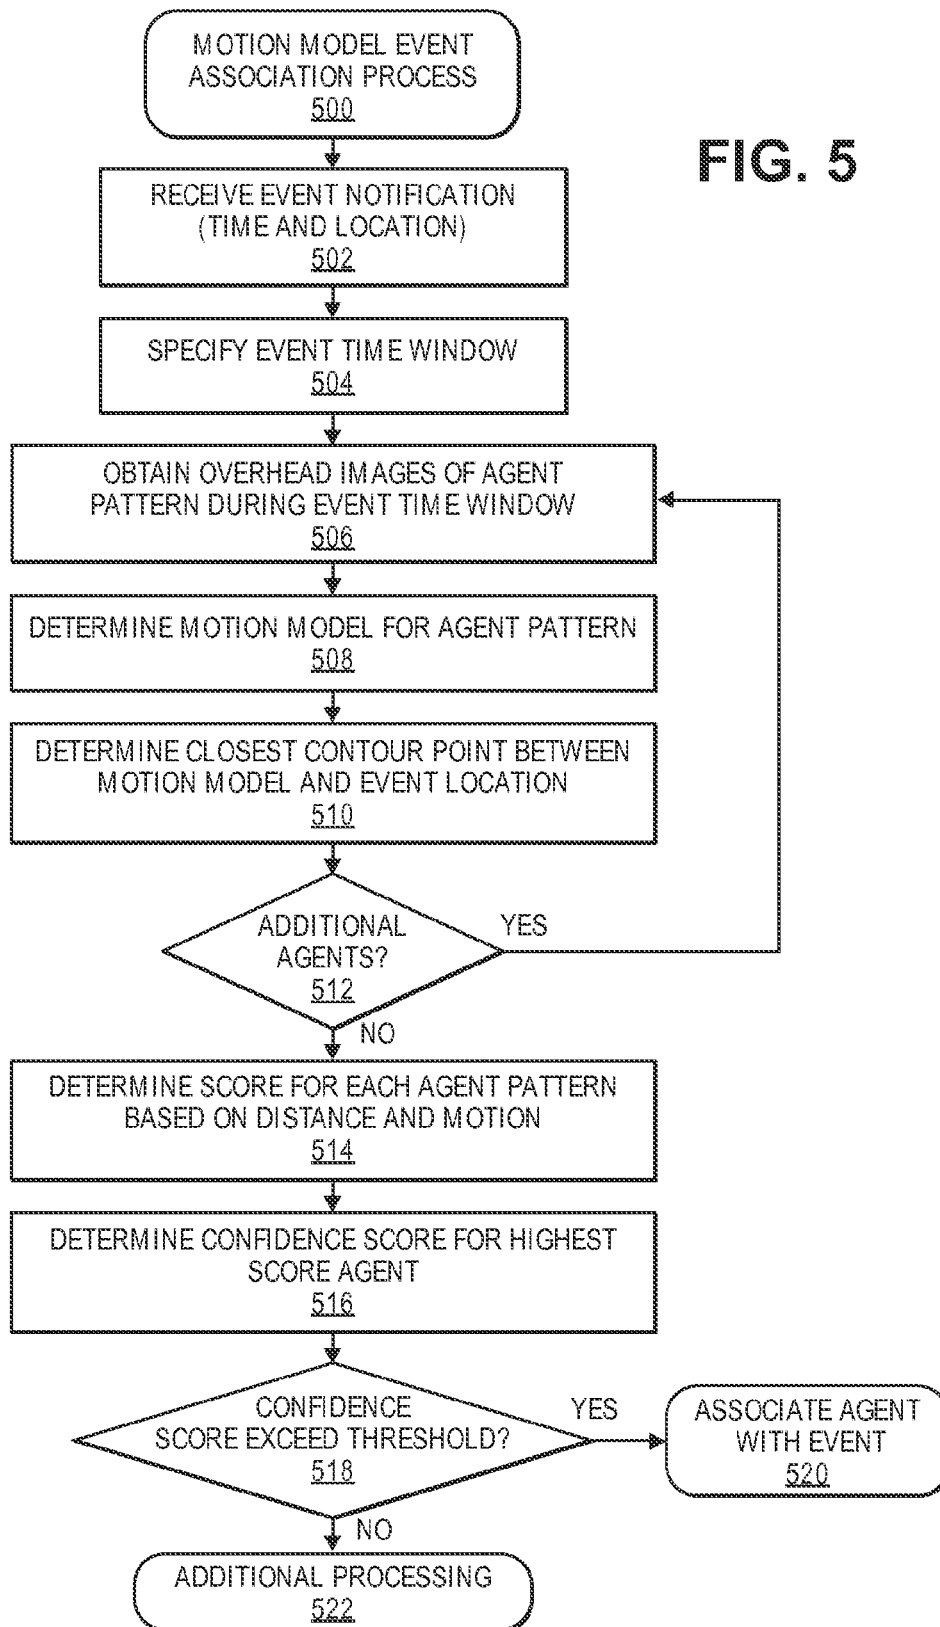 MOTION MODEL EVENT
ASSOCIATION PROCESS
500
FIG. 5
RECEIVE EVENT NOTIFICATION
(TIME AND LOCATION)
502
SPECIFY EVENT TIME WINDOW
504
OBTAIN OVERHEAD IMAGES OF AGENT
PATTERN DURING EVENT TIME WINDOW
506
DETERMINE MOTION MODEL FOR AGENT PATTERN
508
DETERMINE CLOSEST CONTOUR POINT BETWEEN
MOTION MODEL AND EVENT LOCATION
510
ADDITIONAL
AGENTS?
512
YES
NO
DETERMINE SCORE FOR EACH AGENT PATTERN
BASED ON DISTANCE AND MOTION
514
DETERMINE CONFIDENCE SCORE FOR HIGHEST
SCORE AGENT
516
CONFIDENCE
SCORE EXCEED THRESHOLD?
518
YES
ASSOCIATE AGENT
WITH EVENT
520
NO
ADDITIONAL PROCESSING
522